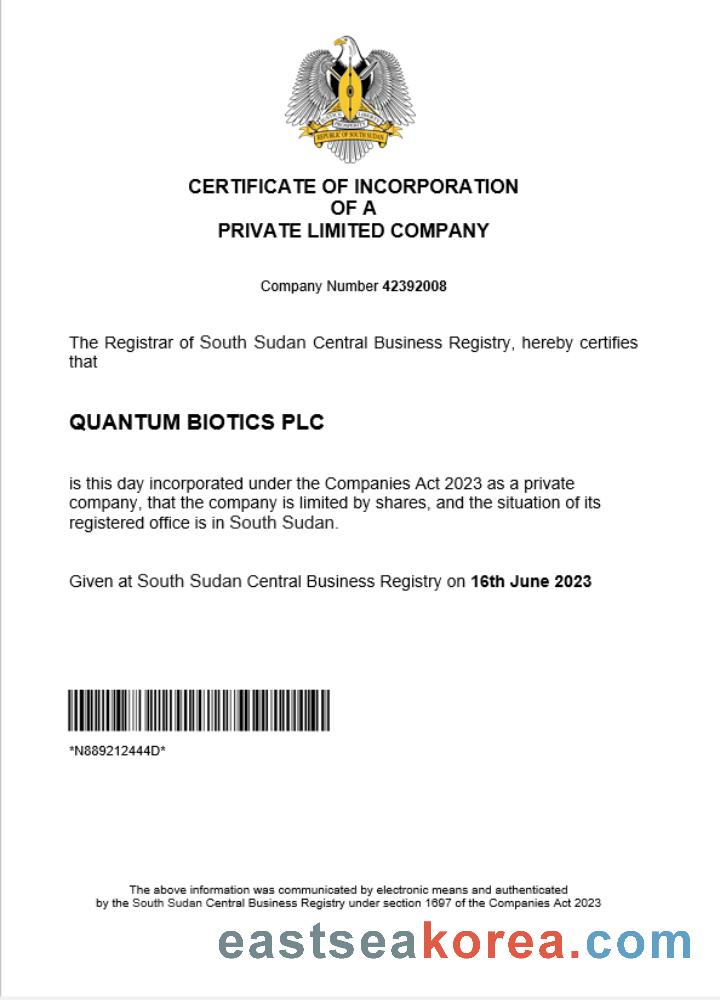 JUSTICE LIBERTY
PROSPERITY
REPUBLIC OF SOUTH SUDAN
CERTIFICATE OF INCORPORATION
OF A
PRIVATE LIMITED COMPANY
Company Number 42392008
The Registrar of South Sudan Central Business Registry, hereby certifies
that
QUANTUM BIOTICS PLC
is this day incorporated under the Companies Act 2023 as a private
company, that the company is limited by shares, and the situation of its
registered office is in South Sudan.
Given at South Sudan Central Business Registry on 16th June 2023
*N889212444D*
The above information was communicated by electronic means and authenticated
by the South Sudan Central Business Registry under section 1697 of the Companies Act 2023
eastseakorea.com